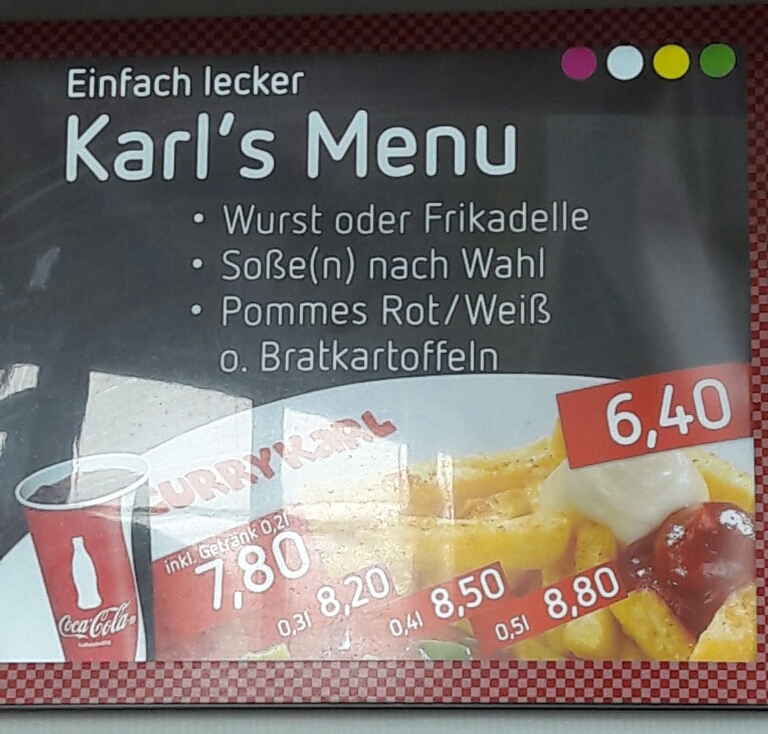 Einfach lecker
Karl's Menu
• Wurst oder Frikadelle
• Soße(n) nach Wahl
• Pommes Rot/Weiß
o. Bratkartoffeln
6,40
CURRYKARL
inkl. Getränk 0,2l
7,80
0,3l 8,20
0,4l 8,50
0,5l 8,80
Coca-Cola